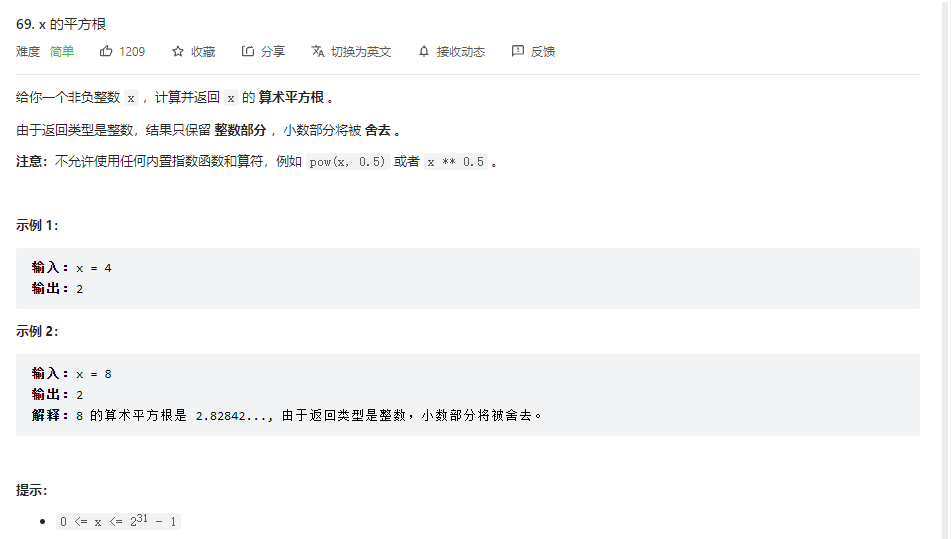 69. x 的平方根
难度 简单 1209 收藏 分享 切换为英文 接收动态 反馈
给你一个非负整数 x ，计算并返回 x 的 算术平方根 。
由于返回类型是整数，结果只保留 整数部分 ，小数部分将被 舍去 。
注意：不允许使用任何内置指数函数和算符，例如 pow(x, 0.5) 或者 x ** 0.5 。
示例 1：
输入：x = 4
输出：2
示例 2：
输入：x = 8
输出：2
解释：8 的算术平方根是 2.82842..., 由于返回类型是整数，小数部分将被舍去。
提示：
• 0 <= x <= 2³¹ - 1